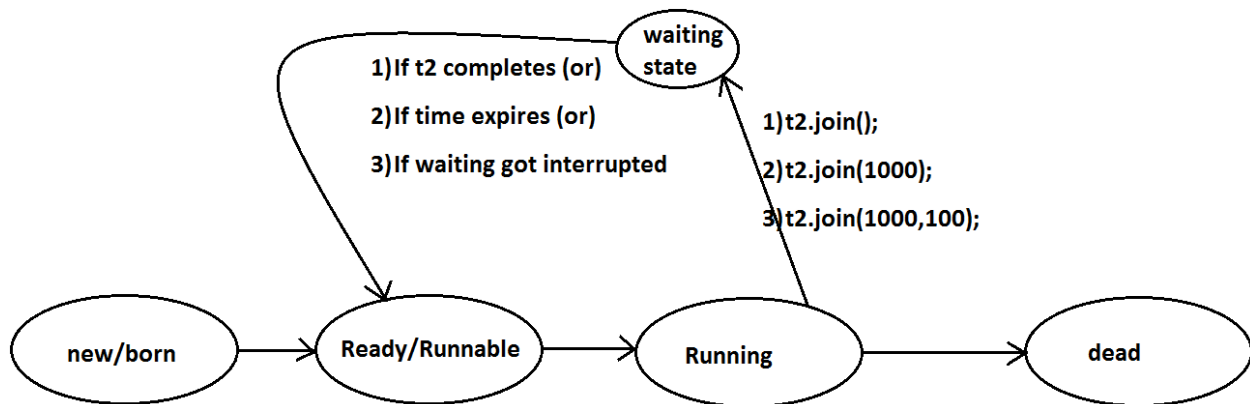 waiting
state
1)If t2 completes (or)
2)If time expires (or)
3)If waiting got interrupted
1)t2.join();
2)t2.join(1000);
3)t2.join(1000,100);
new/born
Ready/Runnable
Running
dead